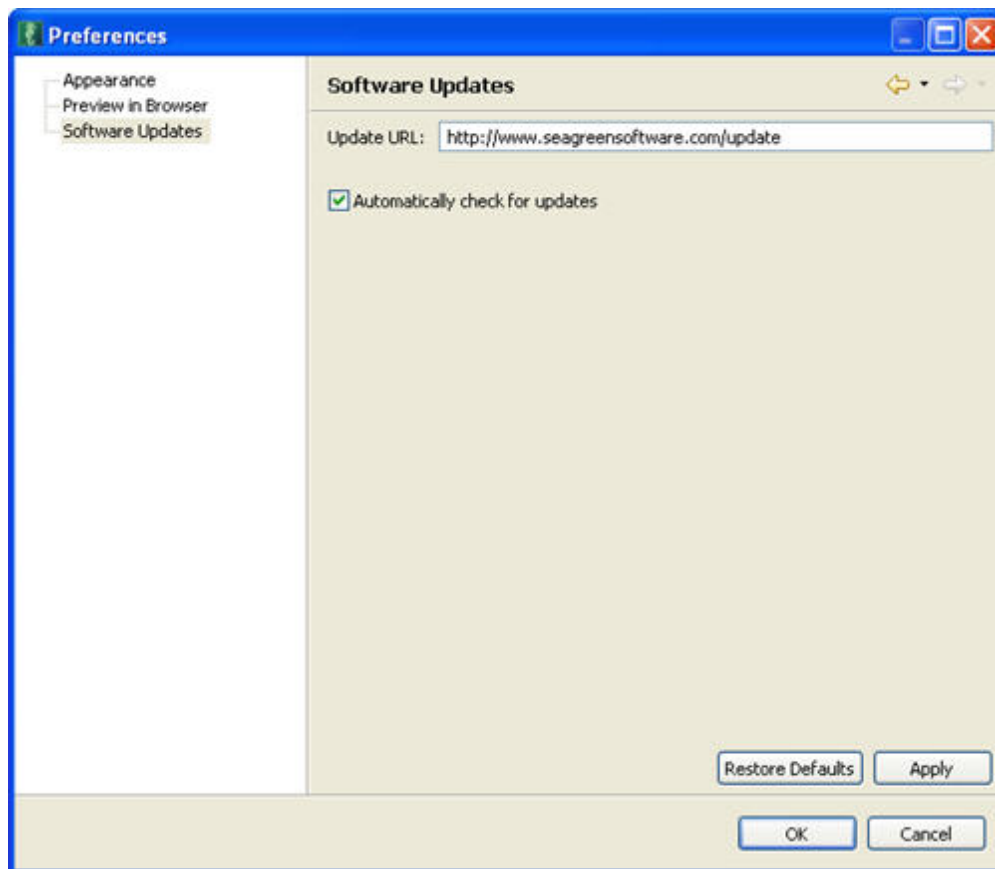 Preferences
Appearance
Preview in Browser
Software Updates
Software Updates
Update URL: http://www.seagreensoftware.com/update
Automatically check for updates
Restore Defaults Apply
OK Cancel